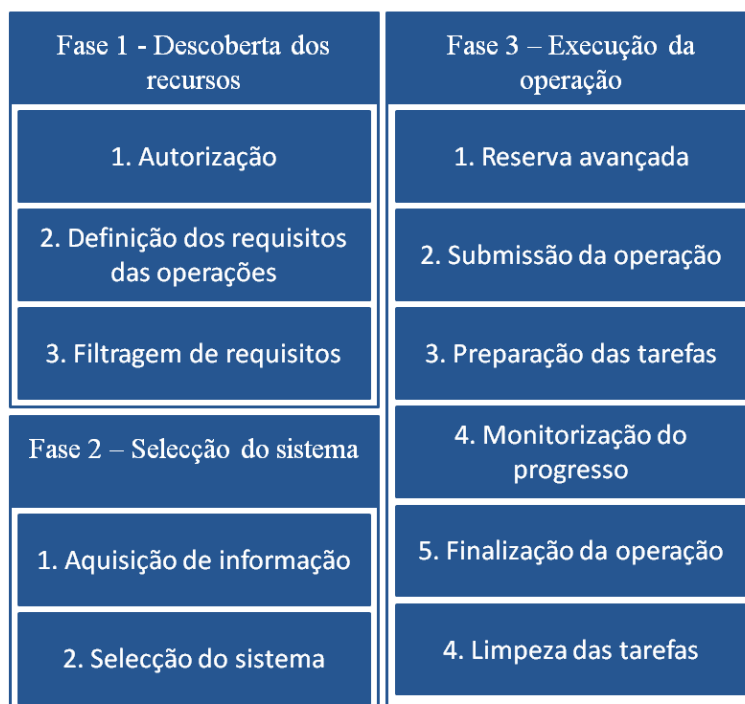 Fase 1 - Descoberta dos
recursos
1. Autorização
2. Definição dos requisitos
das operações
3. Filtragem de requisitos
Fase 2 – Selecção do sistema
1. Aquisição de informação
2. Selecção do sistema
Fase 3 – Execução da
operação
1. Reserva avançada
2. Submissão da operação
3. Preparação das tarefas
4. Monitorização do
progresso
5. Finalização da operação
4. Limpeza das tarefas